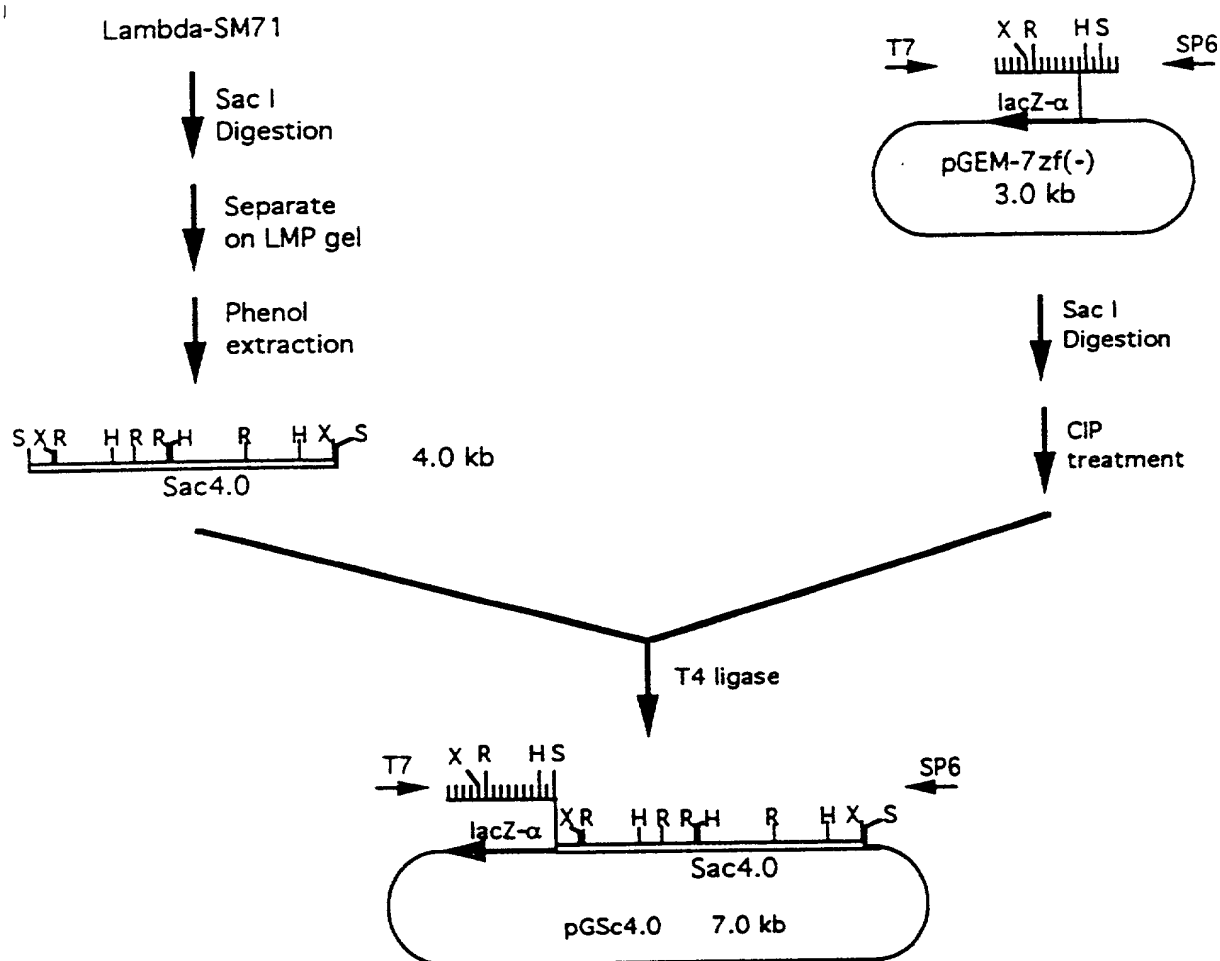 Lambda-SM71
Sac I
Digestion
Separate
on LMP gel
Phenol
extraction
S X R H R R H R H X S
4.0 kb
Sac4.0
T7
X R H S
SP6
lacZ-α
pGEM-7zf(-)
3.0 kb
Sac I
Digestion
CIP
treatment
T4 ligase
T7
X R H S
SP6
lacZ-α
X R H R R H R H X S
Sac4.0
pGSc4.0 7.0 kb